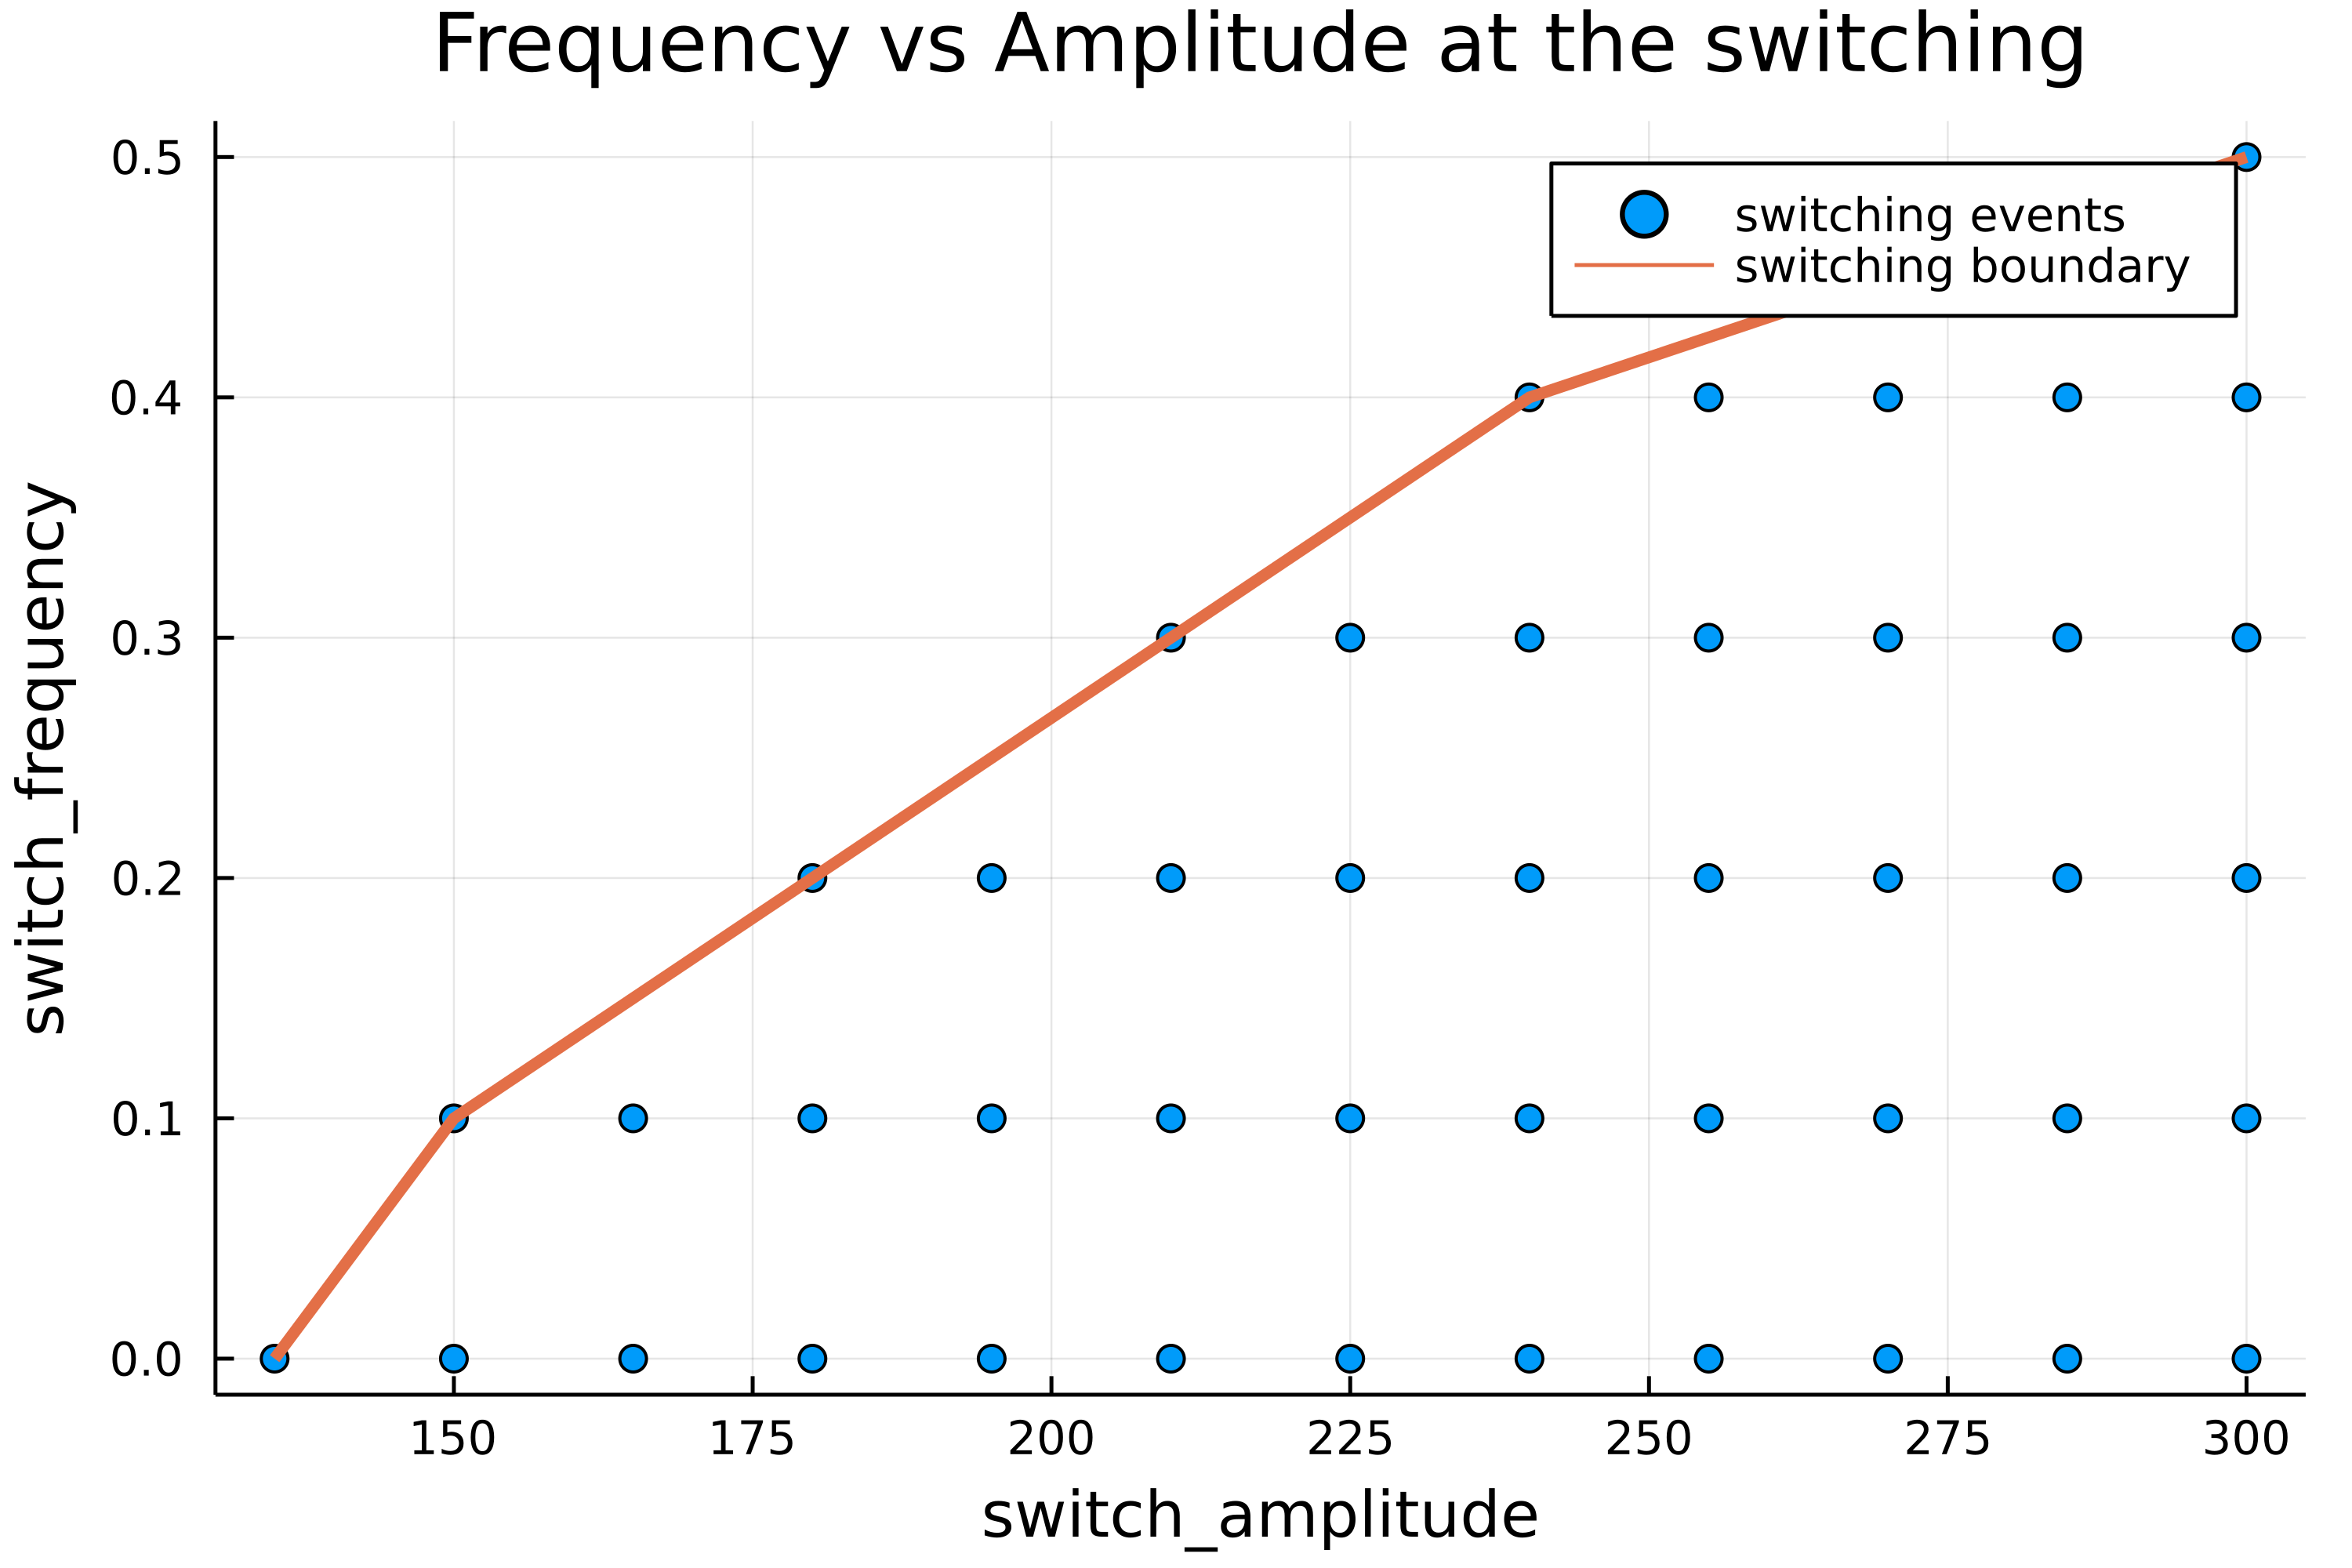 Frequency vs Amplitude at the switching
switching events
switching boundary
switch_frequency
0.5
0.4
0.3
0.2
0.1
0.0
150 175 200 225 250 275 300
switch_amplitude